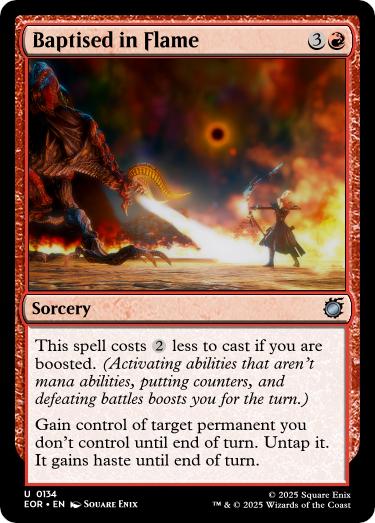 Baptised in Flame 3
Sorcery
This spell costs 2 less to cast if you are
boosted. (Activating abilities that aren't
mana abilities, putting counters, and
defeating battles boosts you for the turn.)
Gain control of target permanent you
don't control until end of turn. Untap it.
It gains haste until end of turn.
U 0134
EOR • EN SQUARE ENIX
© 2025 Square Enix
™ & © 2025 Wizards of the Coast